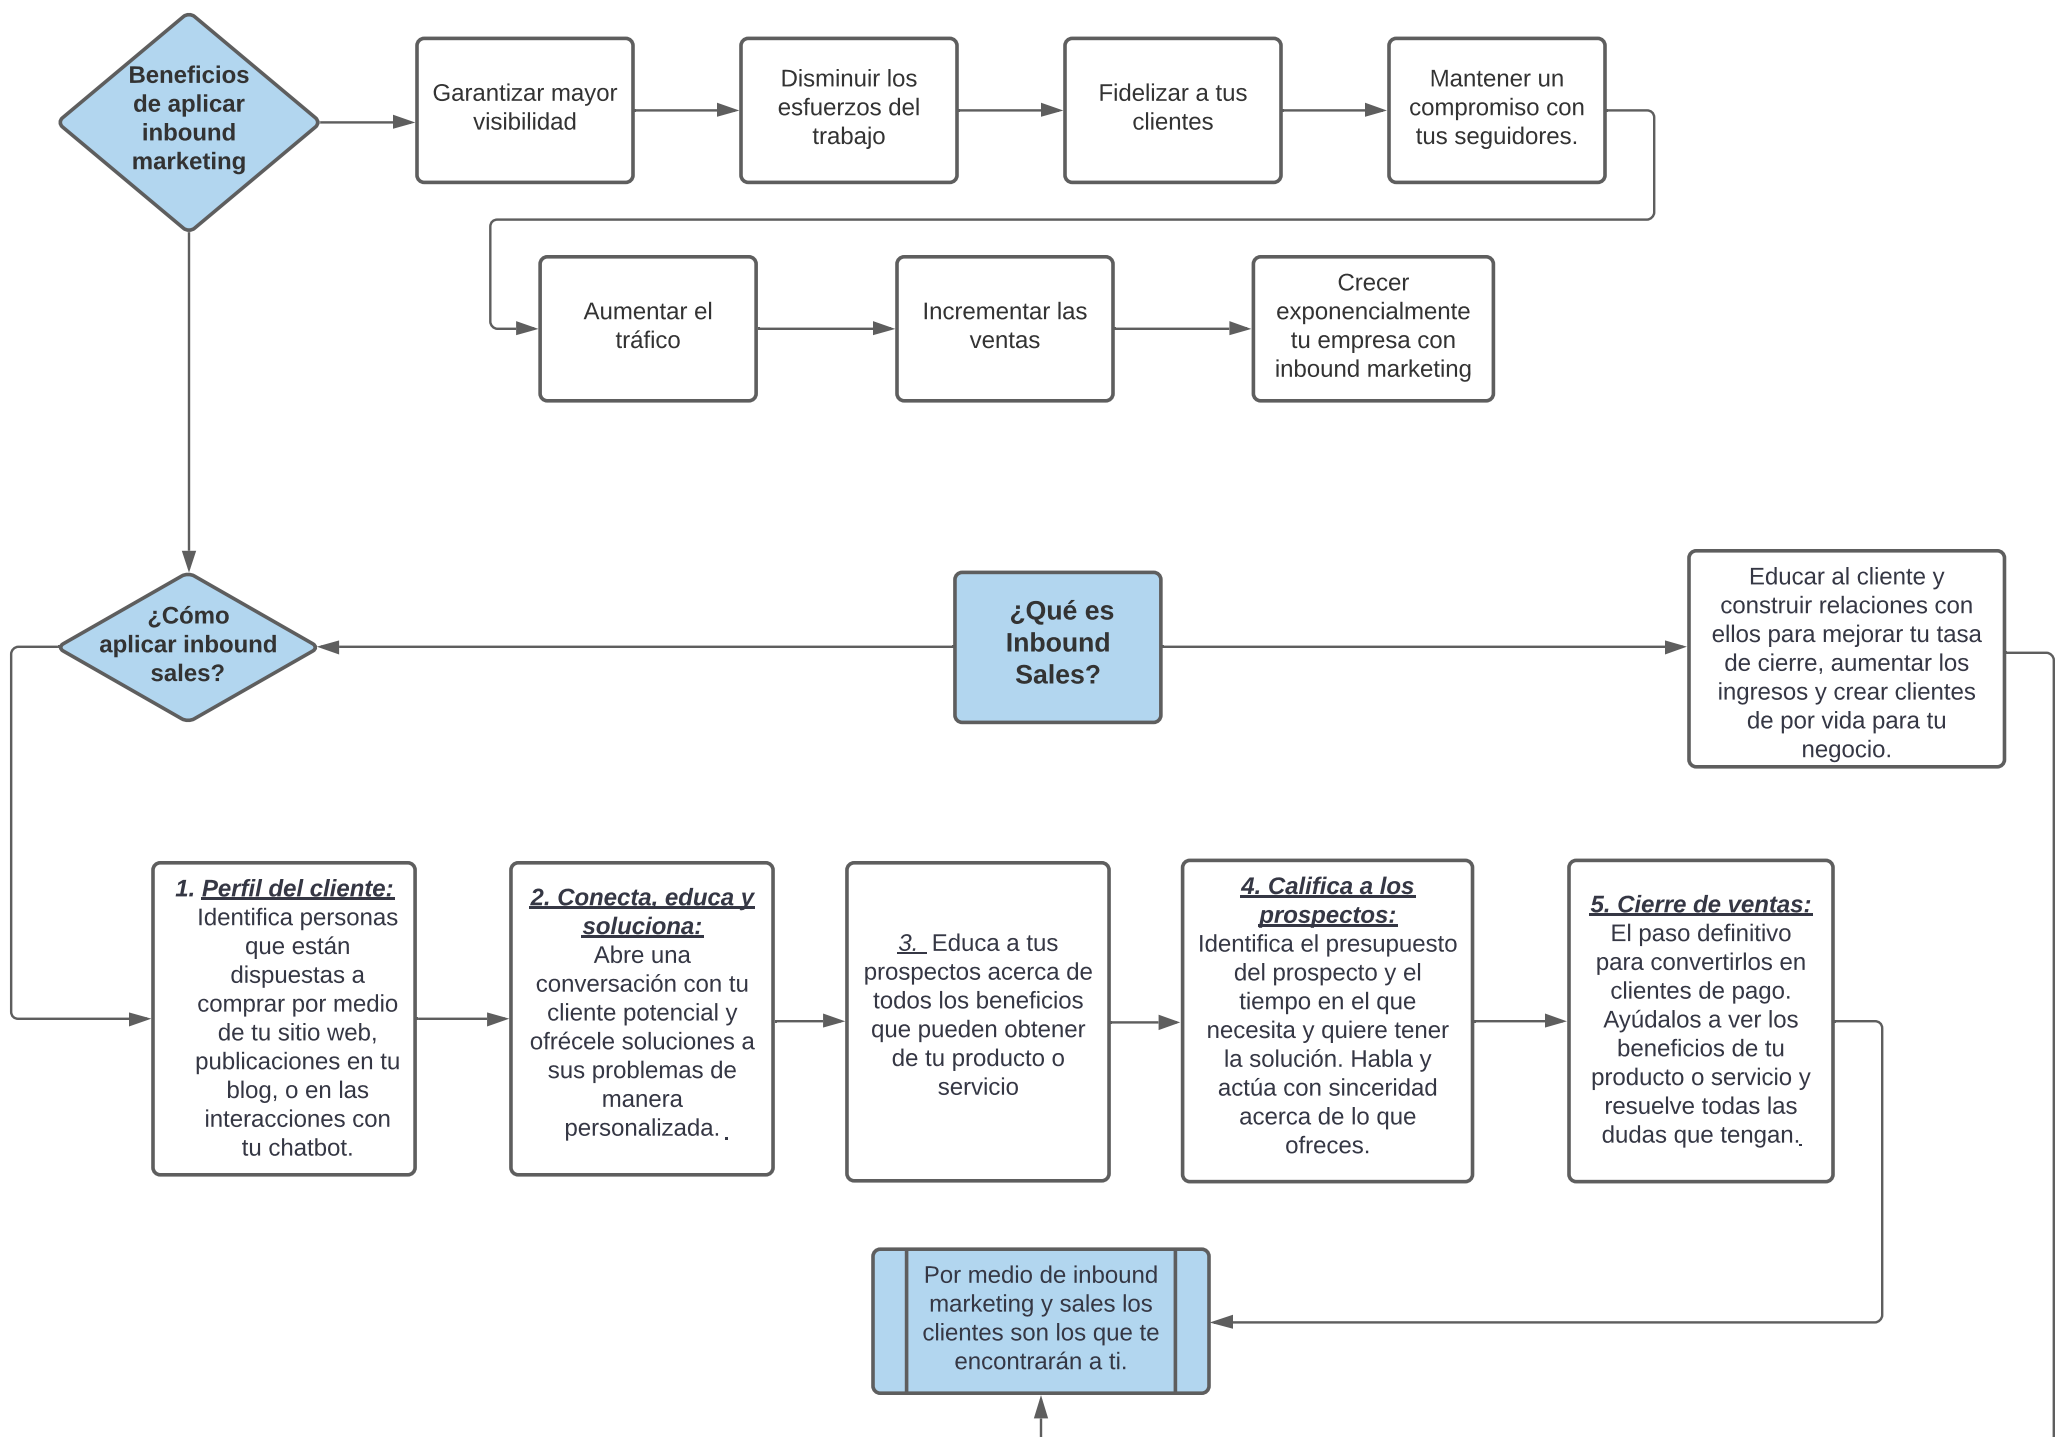 Beneficios
de aplicar
inbound
marketing
Garantizar mayor
visibilidad
Disminuir los
esfuerzos del
trabajo
Fidelizar a tus
clientes
Mantener un
compromiso con
tus seguidores.
Aumentar el
tráfico
Incrementar las
ventas
Crecer
exponencialmente
tu empresa con
inbound marketing
¿Cómo
aplicar inbound
sales?
¿Qué es
Inbound
Sales?
Educar al cliente y
construir relaciones con
ellos para mejorar tu tasa
de cierre, aumentar los
ingresos y crear clientes
de por vida para tu
negocio.
1. Perfil del cliente:
Identifica personas
que están
dispuestas a
comprar por medio
de tu sitio web,
publicaciones en tu
blog, o en las
interacciones con
tu chatbot.
2. Conecta, educa y
soluciona:
Abre una
conversación con tu
cliente potencial y
ofrécele soluciones a
sus problemas de
manera
personalizada.
3. Educa a tus
prospectos acerca de
todos los beneficios
que pueden obtener
de tu producto o
servicio
4. Califica a los
prospectos:
Identifica el presupuesto
del prospecto y el
tiempo en el que
necesita y quiere tener
la solución. Habla y
actúa con sinceridad
acerca de lo que
ofreces.
5. Cierre de ventas:
El paso definitivo
para convertirlos en
clientes de pago.
Ayúdalos a ver los
beneficios de tu
producto o servicio y
resuelve todas las
dudas que tengan.
Por medio de inbound
marketing y sales los
clientes son los que te
encontrarán a ti.